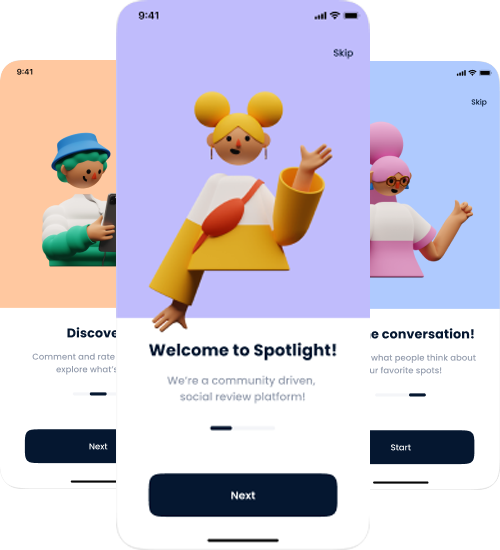 9:41
Skip
Welcome to Spotlight!
We're a community driven,
social review platform!
Next
9:41
Discove
Comment and rate
explore what's
Next
Skip
e conversation!
what people think about
ur favorite spots!
Start